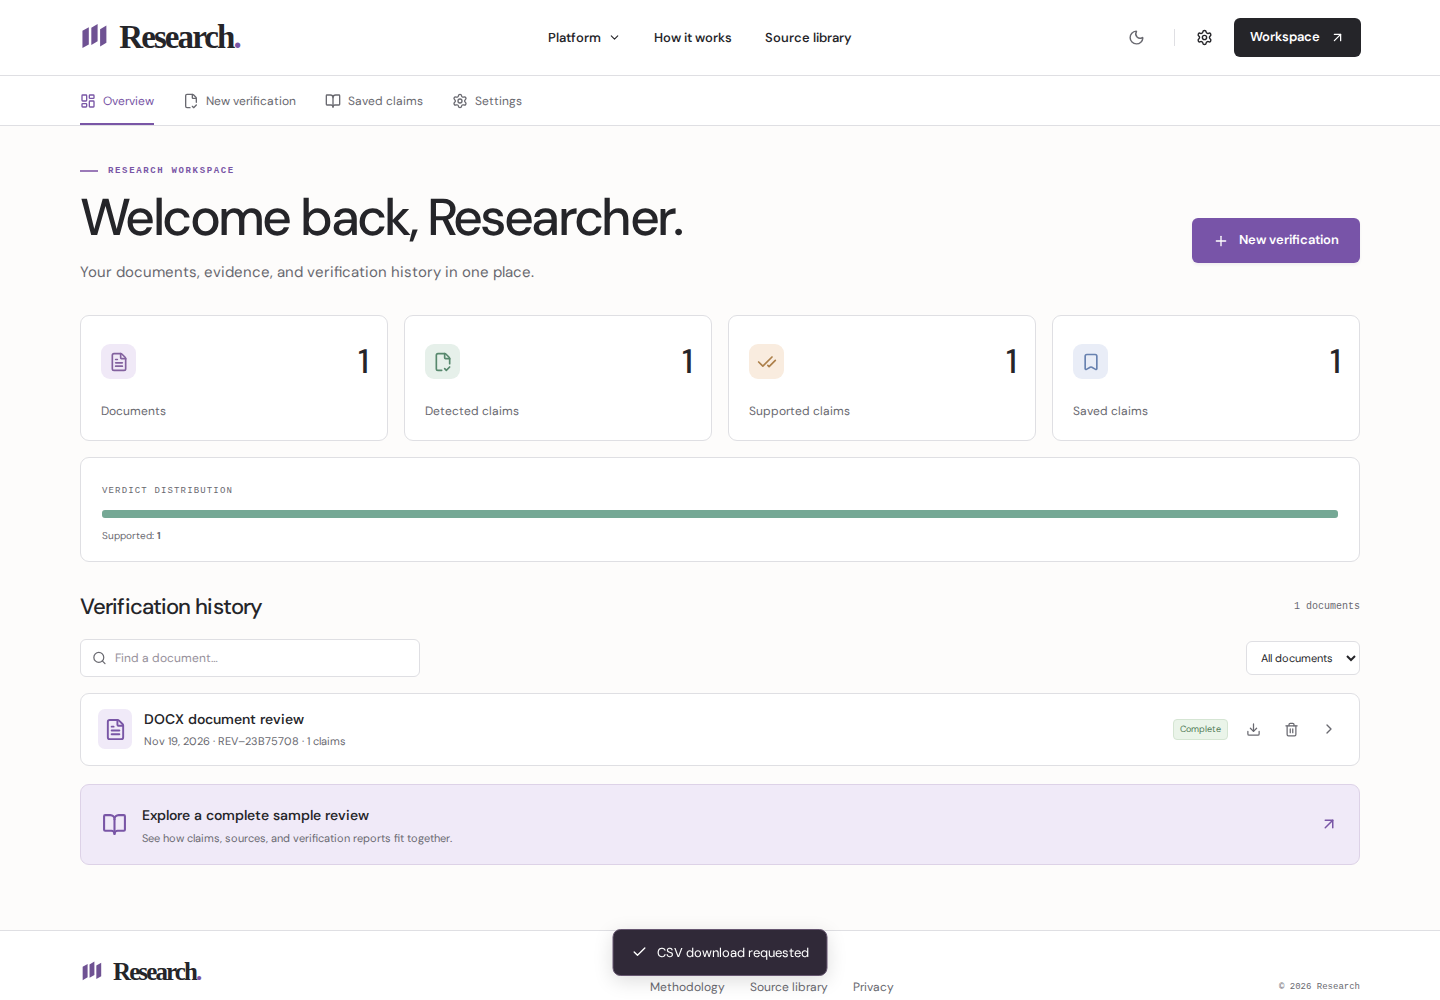 Research.
Platform
How it works
Source library
Workspace
Overview
New verification
Saved claims
Settings
RESEARCH WORKSPACE
Welcome back, Researcher.
Your documents, evidence, and verification history in one place.
New verification
1
Documents
1
Detected claims
1
Supported claims
1
Saved claims
VERDICT DISTRIBUTION
Supported: 1
Verification history
1 documents
Find a document...
All documents
DOCX document review
Nov 19, 2026 · REV-23B75708 · 1 claims
Complete
Explore a complete sample review
See how claims, sources, and verification reports fit together.
CSV download requested
Research.
Methodology
Source library
Privacy
© 2026 Research